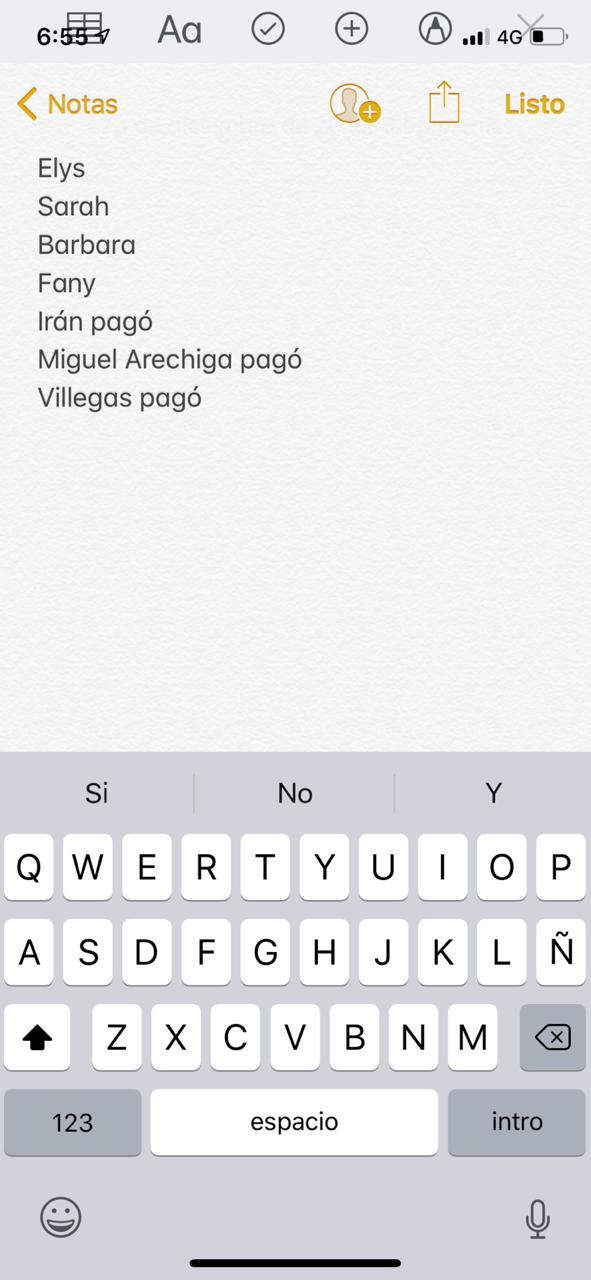 6:55
Aa
4G
Notas
Listo
Elys
Sarah
Barbara
Fany
Irán pagó
Miguel Arechiga pagó
Villegas pagó
Si No Y
Q W E R T Y U I O P
A S D F G H J K L Ñ
Z X C V B N M
123 espacio intro